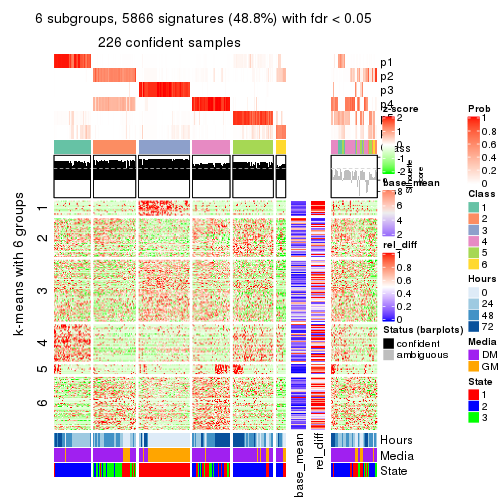 6 subgroups, 5866 signatures (48.8%) with fdr < 0.05
226 confident samples
p1
p2
p3
p4
z-score
2
1
0
-1
-2
Silhouette
score
base_mean
8
6
4
2
rel_diff
1
0.8
0.6
0.4
0.2
0
Status (barplots)
confident
ambiguous
Prob
1
0.8
0.6
0.4
0.2
0
Class
1
2
3
4
5
6
Hours
0
24
48
72
Media
DM
GM
State
1
2
3
k-means with 6 groups
1
2
3
4
5
6
Hours
Media
State
base_mean
rel_diff